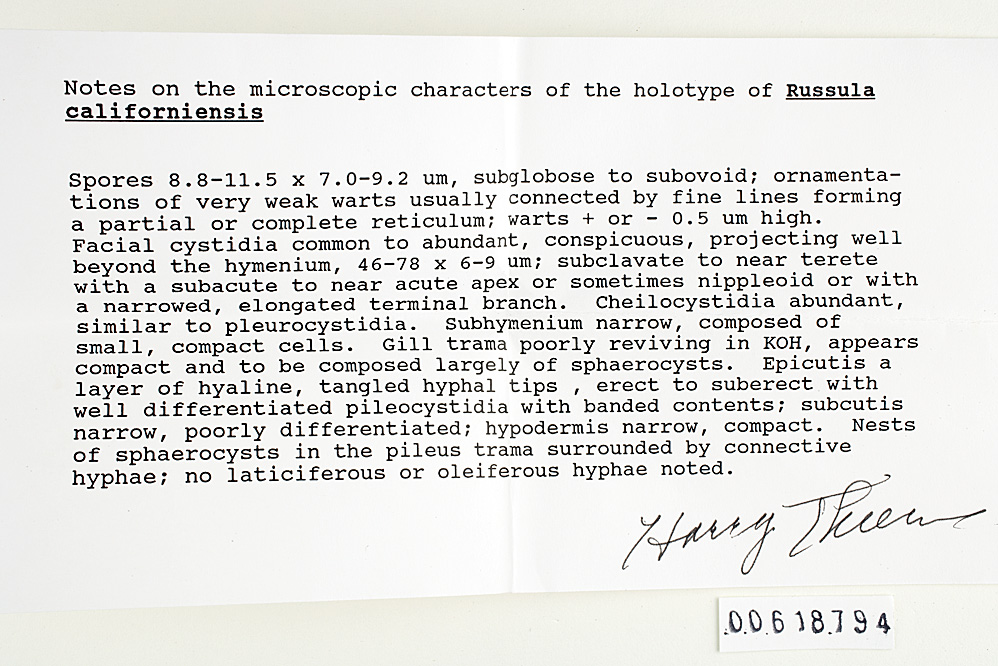 Notes on the microscopic characters of the holotype of Russula
californiensis
Spores 8.8-11.5 x 7.0-9.2 um, subglobose to subovoid; ornamenta-
tions of very weak warts usually connected by fine lines forming
a partial or complete reticulum; warts + or - 0.5 um high.
Facial cystidia common to abundant, conspicuous, projecting well
beyond the hymenium, 46-78 x 6-9 um; subclavate to near terete
with a subacute to near acute apex or sometimes nippleoid or with
a narrowed, elongated terminal branch.  Cheilocystidia abundant,
similar to pleurocystidia.  Subhymenium narrow, composed of
small, compact cells.  Gill trama poorly reviving in KOH, appears
compact and to be composed largely of sphaerocysts.  Epicutis a
layer of hyaline, tangled hyphal tips , erect to suberect with
well differentiated pileocystidia with banded contents; subcutis
narrow, poorly differentiated; hypodermis narrow, compact.  Nests
of sphaerocysts in the pileus trama surrounded by connective
hyphae; no laticiferous or oleiferous hyphae noted.
Harry Thiers
00618794